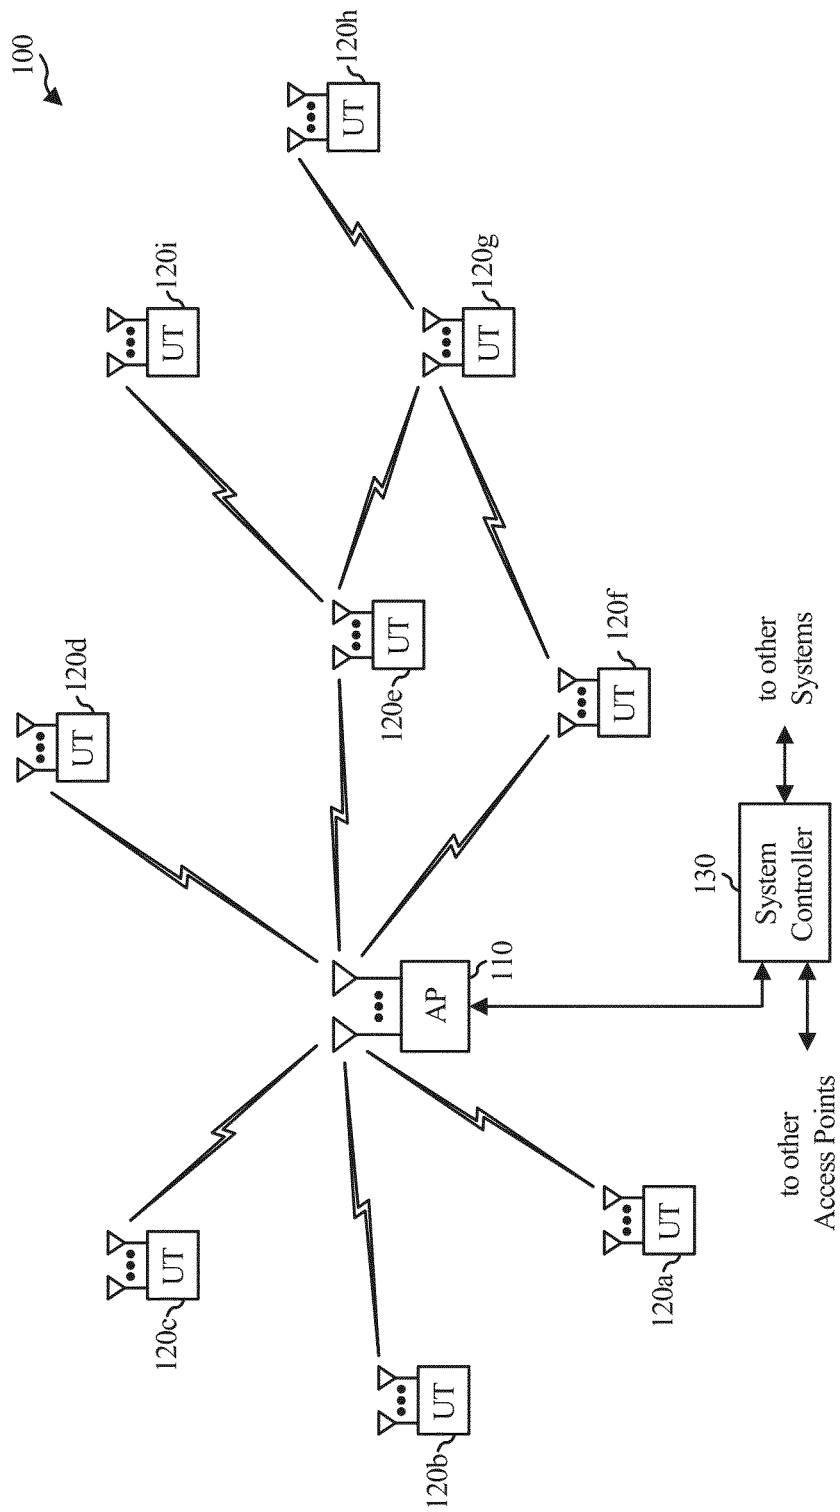 100
UT
120d
UT
120i
UT
120c
UT
120h
UT
120e
UT
120b
AP
110
UT
120g
UT
120f
UT
120a
130
System
Controller
to other
Systems
to other
Access Points